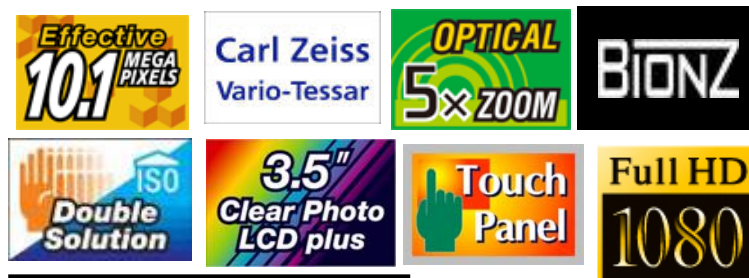 Effective
10.1 MEGA
PIXELS
Carl Zeiss
Vario-Tessar
OPTICAL
5x ZOOM
BIONZ
ISO
Double
Solution
3.5"
Clear Photo
LCD plus
Touch
Panel
Full HD
1080